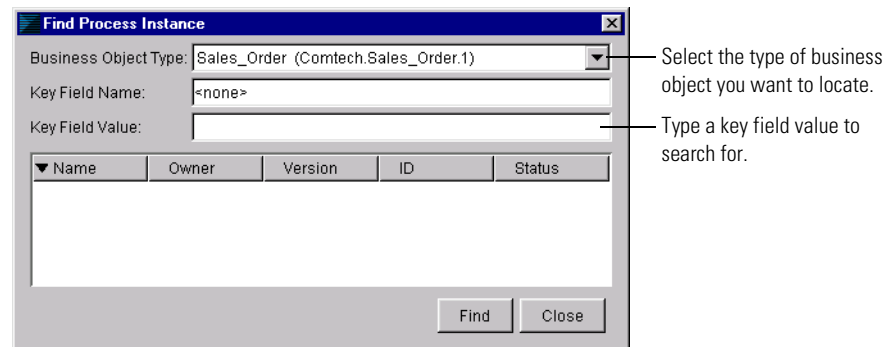 Find Process Instance
Business Object Type: Sales_Order (Comtech.Sales_Order.1)
Select the type of business
object you want to locate.
Key Field Name: <none>
Key Field Value:
Type a key field value to
search for.
Name Owner Version ID Status
Find Close